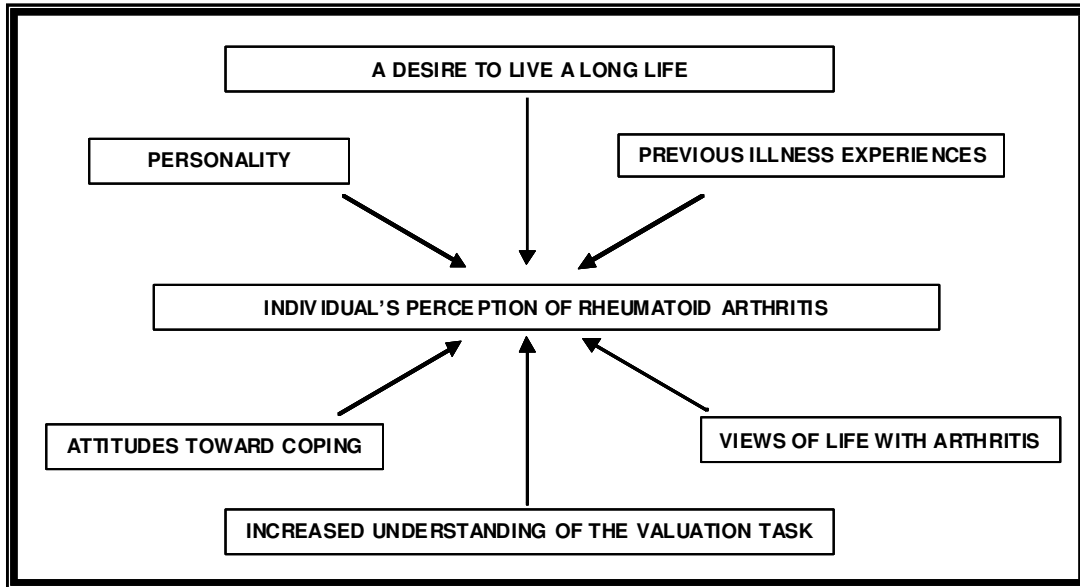 A DESIRE TO LIVE A LONG LIFE
PERSONALITY
PREVIOUS ILLNESS EXPERIENCES
INDIVIDUAL'S PERCEPTION OF RHEUMATOID ARTHRITIS
ATTITUDES TOWARD COPING
VIEWS OF LIFE WITH ARTHRITIS
INCREASED UNDERSTANDING OF THE VALUATION TASK